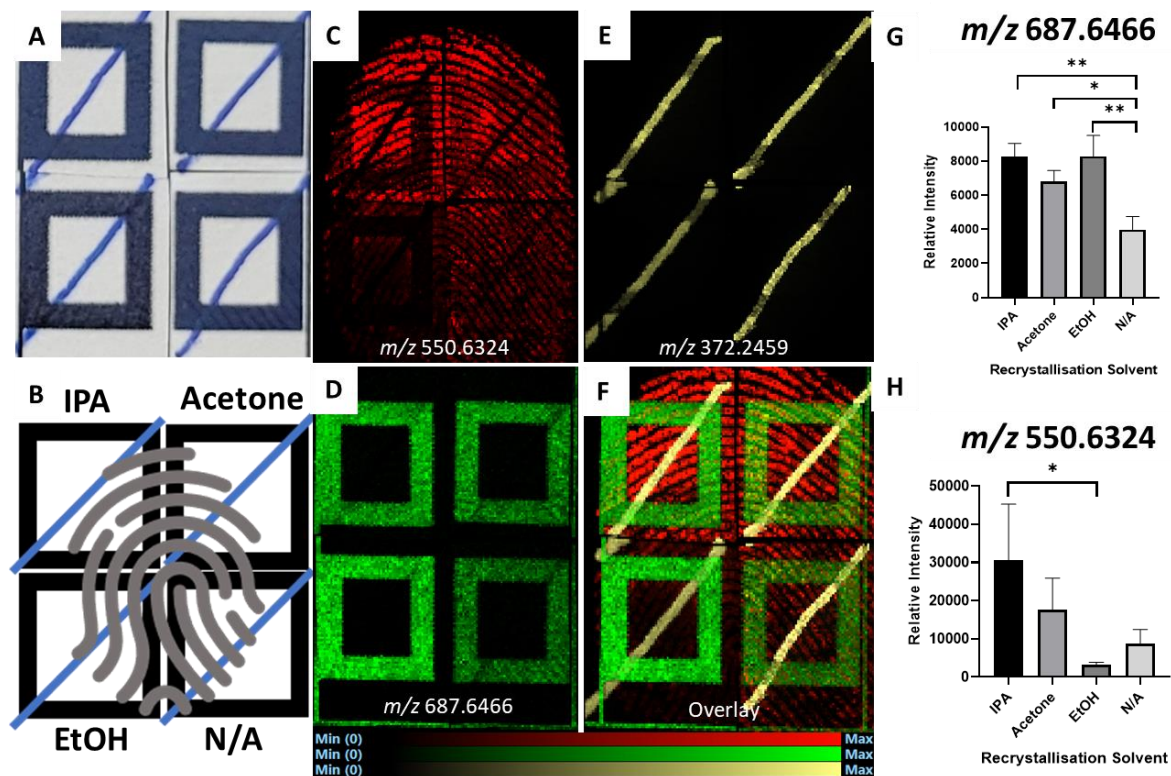 A
B
IPA
Acetone
EtOH
N/A
C
m/z 550.6324
D
m/z 687.6466
E
m/z 372.2459
F
Overlay
Min (0)
Max
Min (0)
Max
Min (0)
Max
G
m/z 687.6466
**
*
**
Relative Intensity
10000
8000
6000
4000
2000
0
IPA
Acetone
EtOH
N/A
Recrystallisation Solvent
H
m/z 550.6324
*
Relative Intensity
50000
40000
30000
20000
10000
0
IPA
Acetone
EtOH
N/A
Recrystallisation Solvent